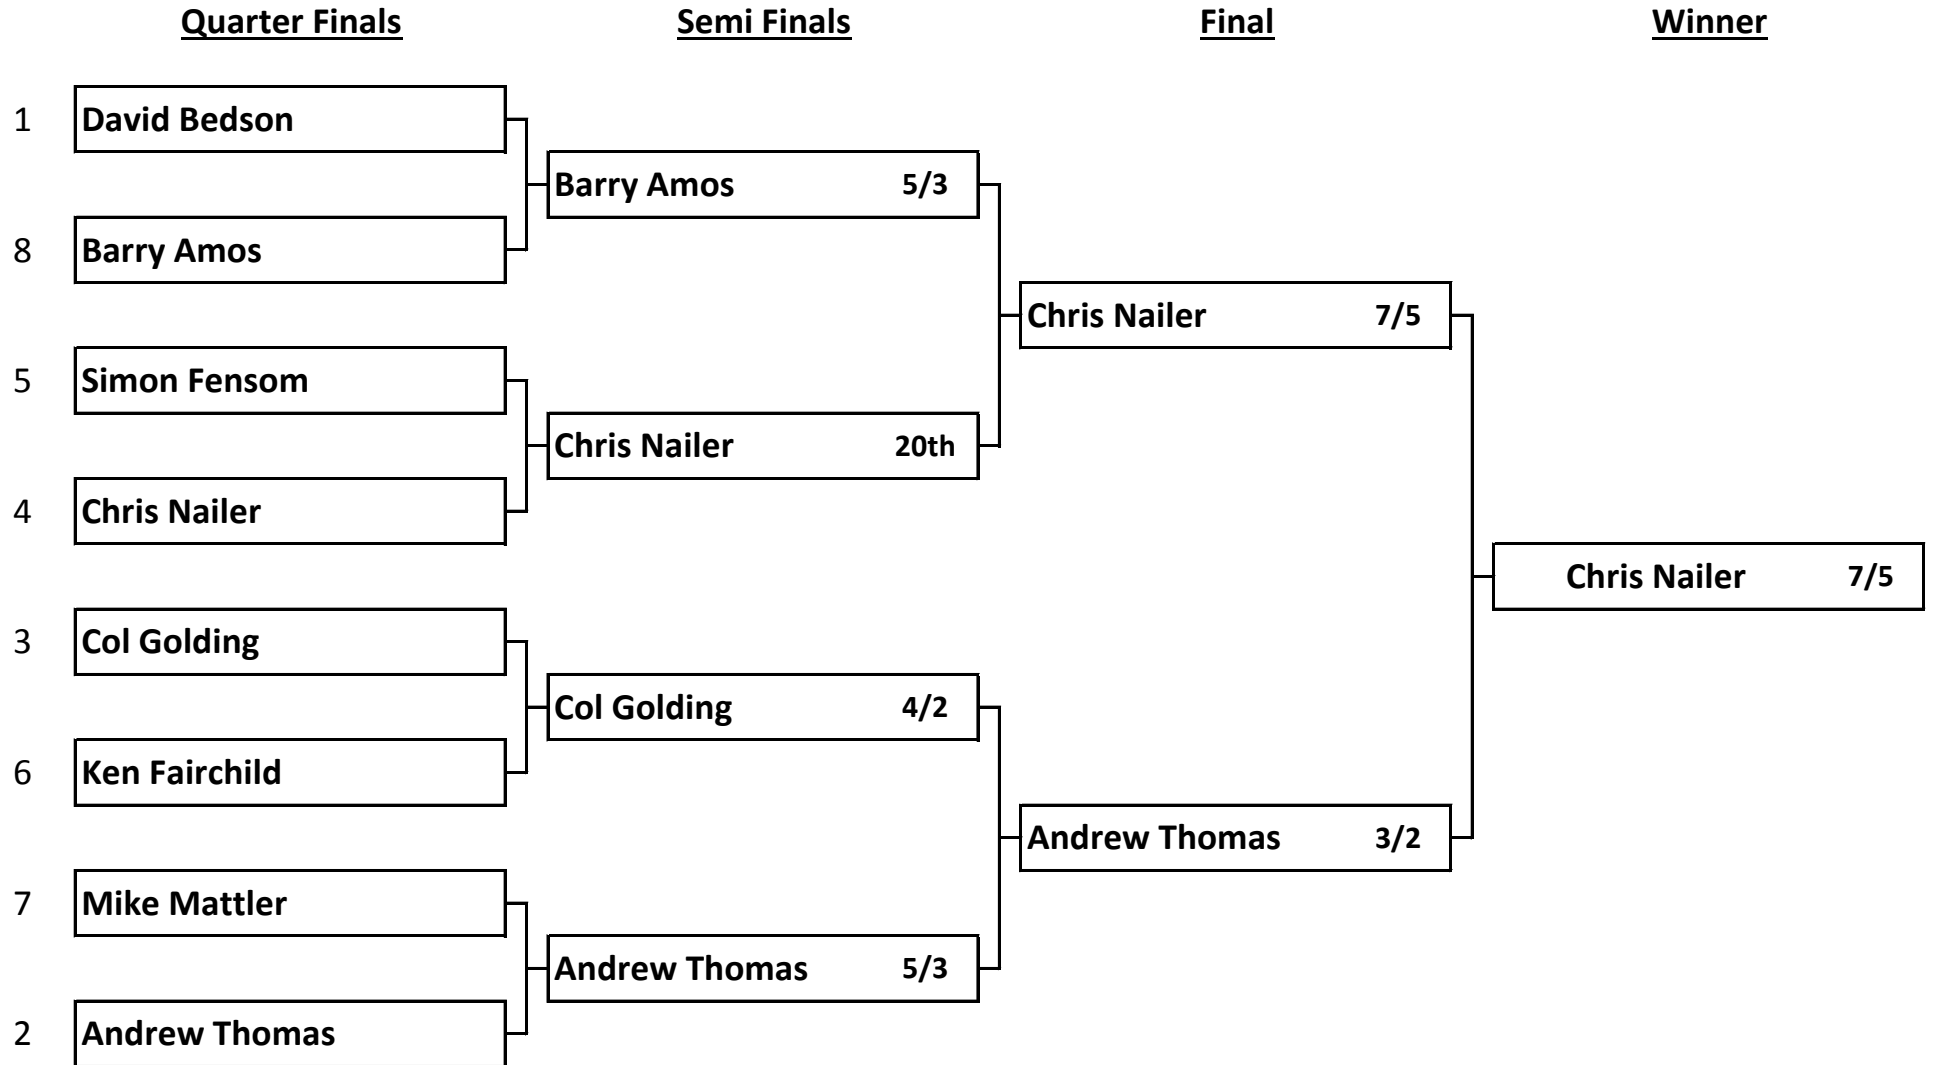 Quarter Finals Semi Finals Final Winner
1 David Bedson
Barry Amos 5/3
8 Barry Amos
Chris Nailer 7/5
5 Simon Fensom
Chris Nailer 20th
4 Chris Nailer
Chris Nailer 7/5
3 Col Golding
Col Golding 4/2
6 Ken Fairchild
Andrew Thomas 3/2
7 Mike Mattler
Andrew Thomas 5/3
2 Andrew Thomas